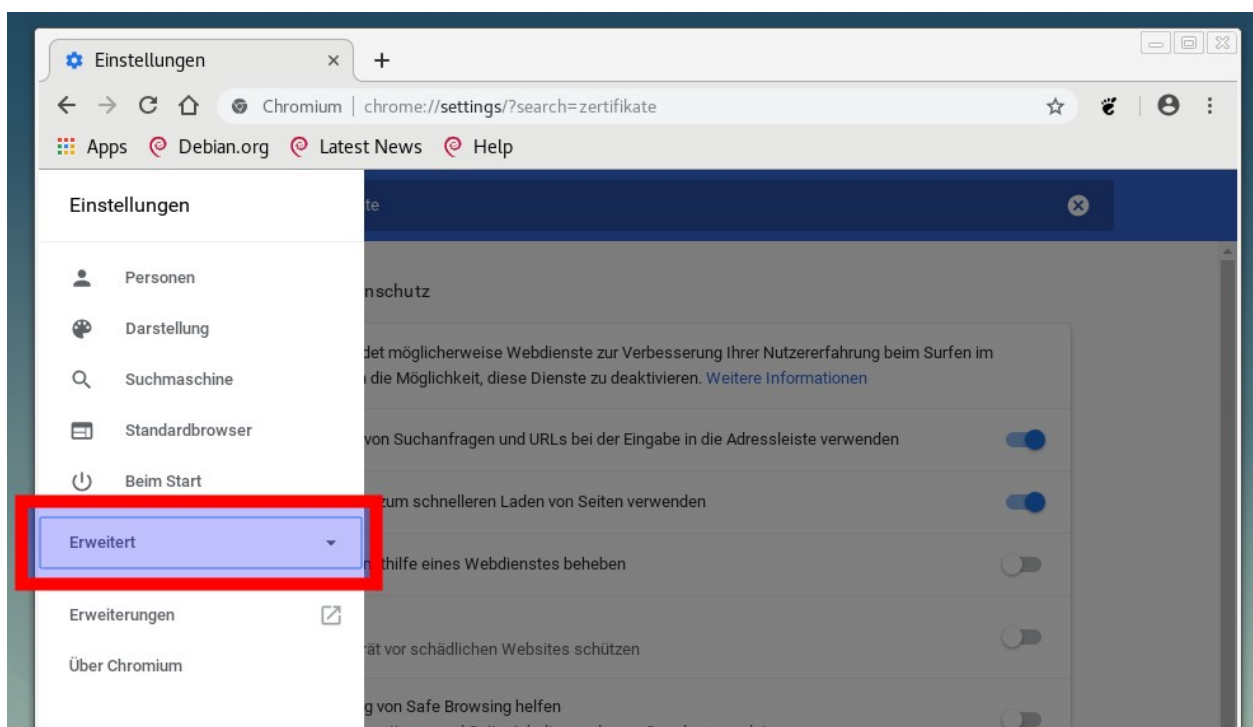 Einstellungen
Chromium | chrome://settings/?search=zertifikate
Apps Debian.org Latest News Help
Einstellungen
te
Personen
nschutz
Darstellung
det möglicherweise Webdienste zur Verbesserung Ihrer Nutzererfahrung beim Surfen im
die Möglichkeit, diese Dienste zu deaktivieren. Weitere Informationen
Suchmaschine
Standardbrowser
von Suchanfragen und URLs bei der Eingabe in die Adressleiste verwenden
Beim Start
zum schnelleren Laden von Seiten verwenden
Erweitert
thilfe eines Webdienstes beheben
Erweiterungen
rät vor schädlichen Websites schützen
Über Chromium
g von Safe Browsing helfen